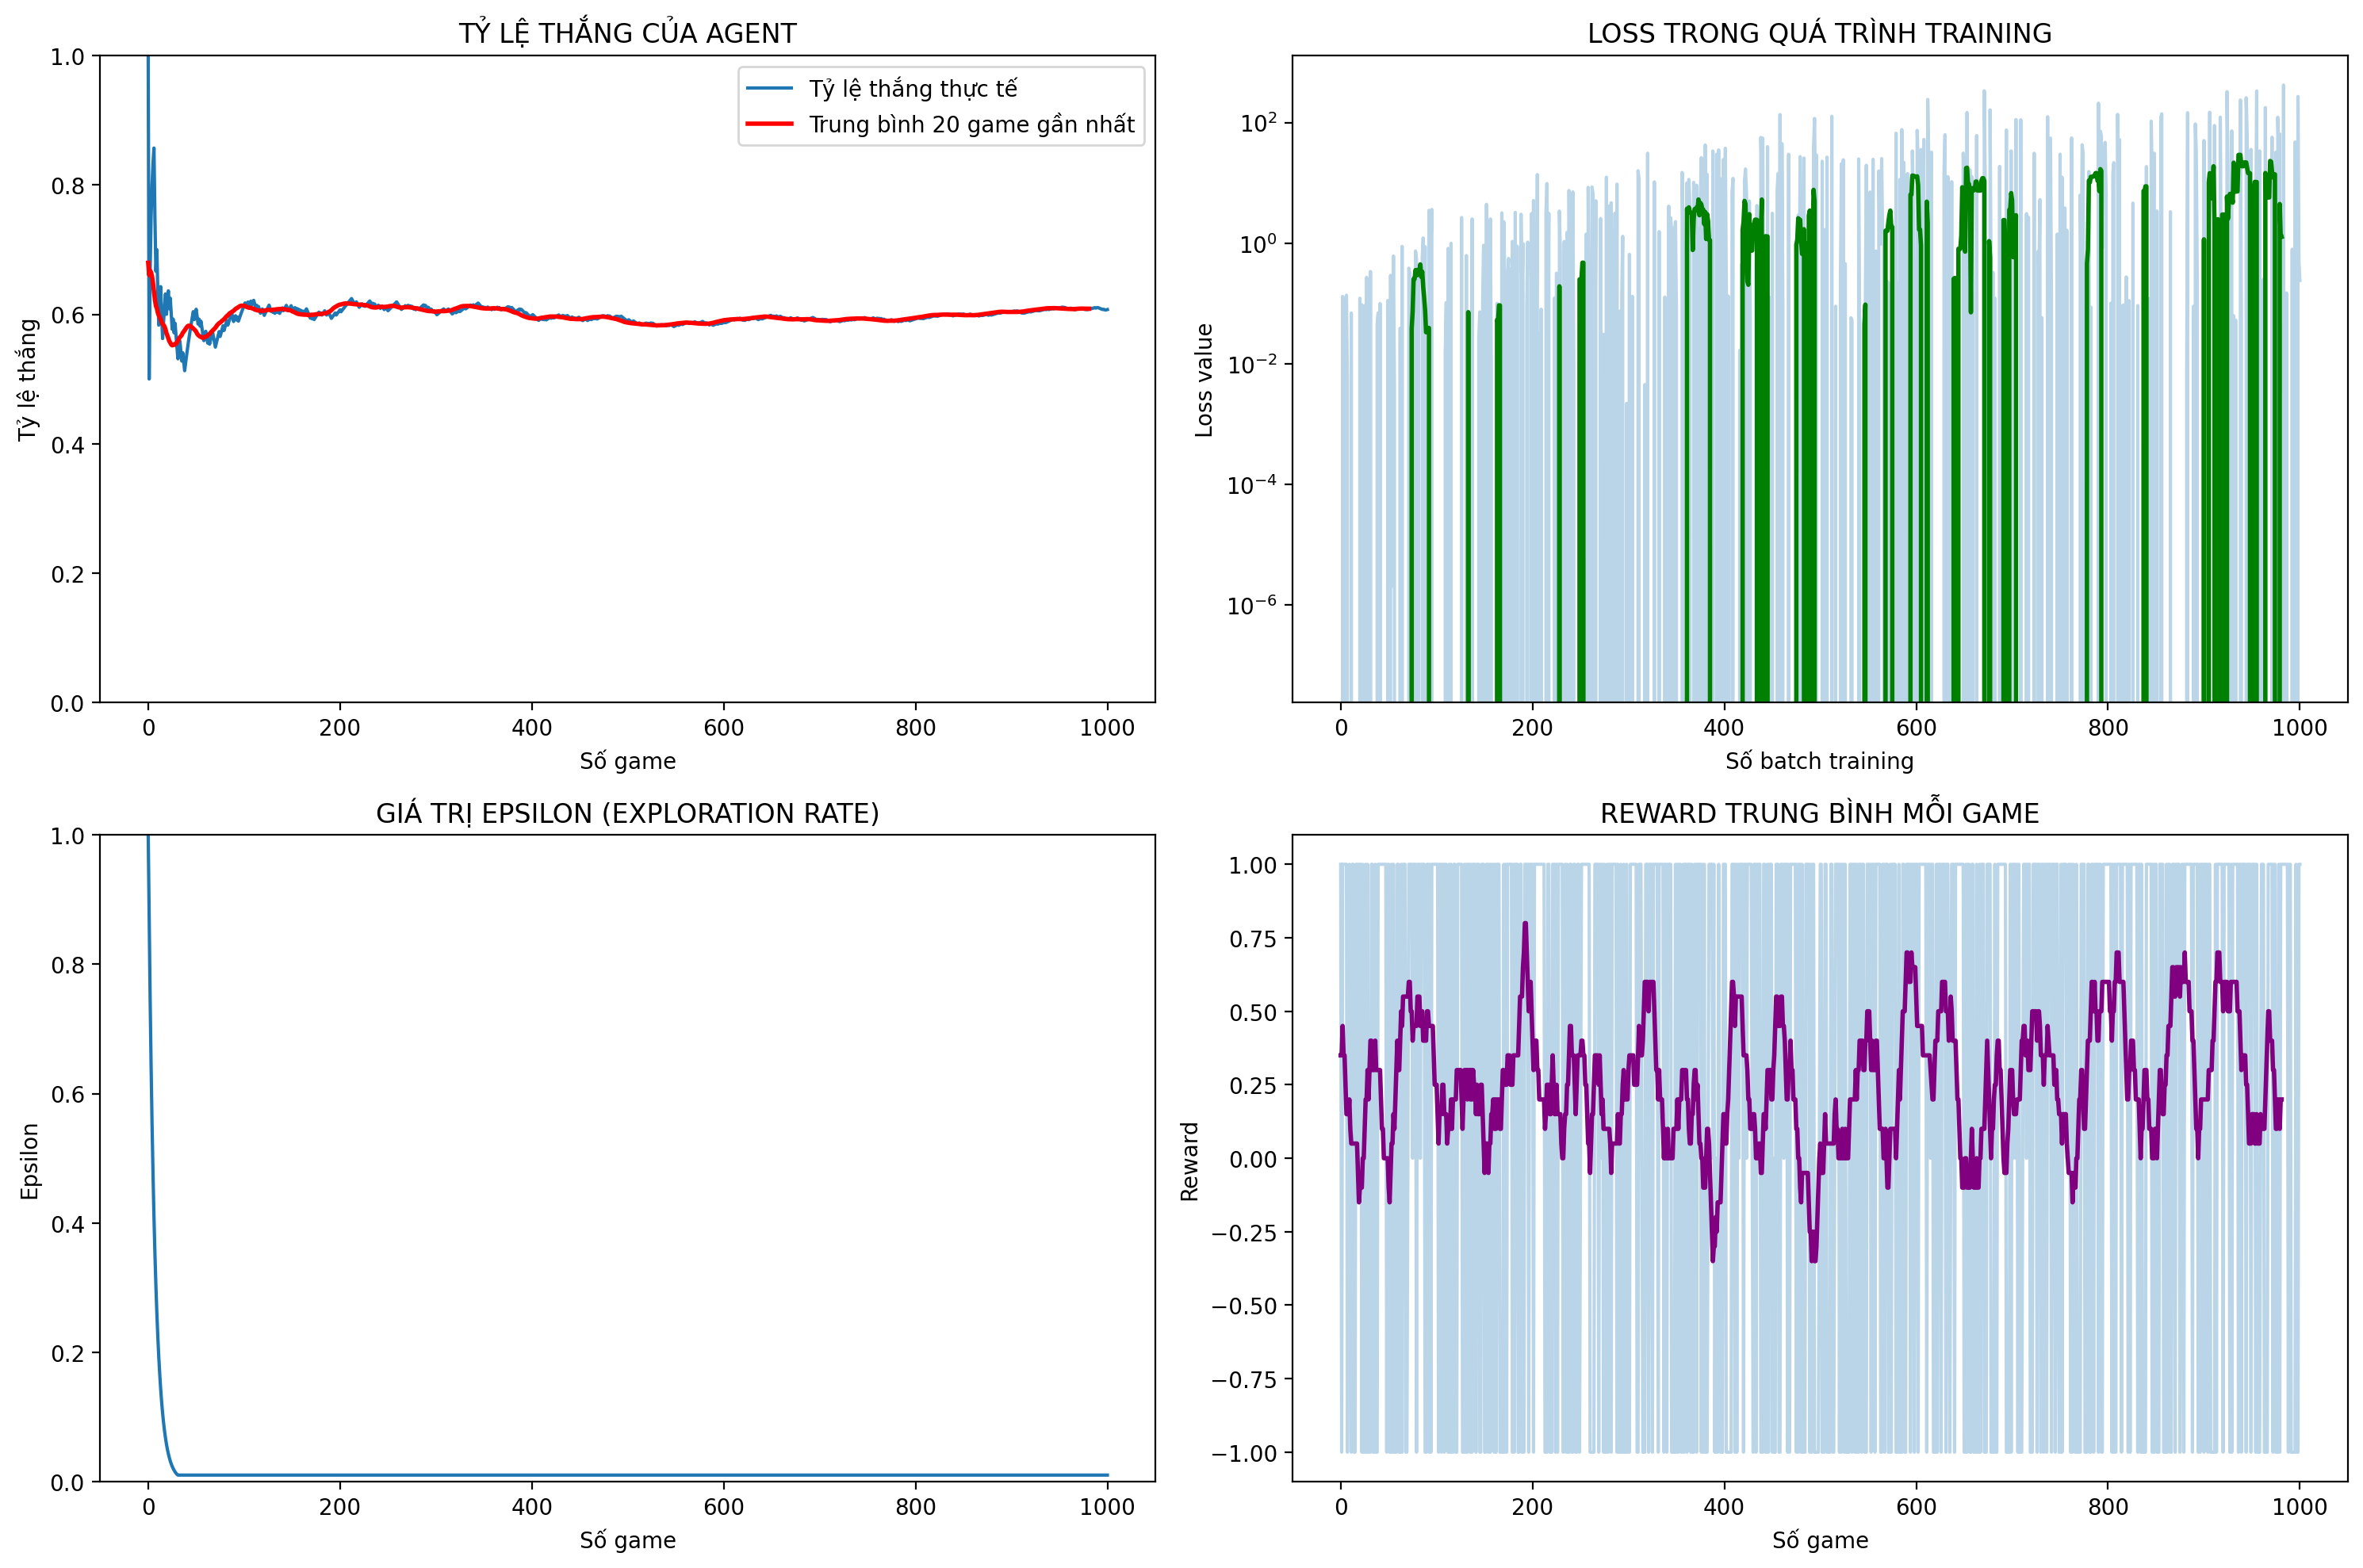 TỶ LỆ THẮNG CỦA AGENT
1.0
0.8
0.6
0.4
0.2
0.0
Tỷ lệ thắng
Tỷ lệ thắng thực tế
Trung bình 20 game gần nhất
0 200 400 600 800 1000
Số game
LOSS TRONG QUÁ TRÌNH TRAINING
10²
10⁰
10⁻²
10⁻⁴
10⁻⁶
Loss value
0 200 400 600 800 1000
Số batch training
GIÁ TRỊ EPSILON (EXPLORATION RATE)
1.0
0.8
0.6
0.4
0.2
0.0
Epsilon
0 200 400 600 800 1000
Số game
REWARD TRUNG BÌNH MỖI GAME
1.00
0.75
0.50
0.25
0.00
−0.25
−0.50
−0.75
−1.00
Reward
0 200 400 600 800 1000
Số game